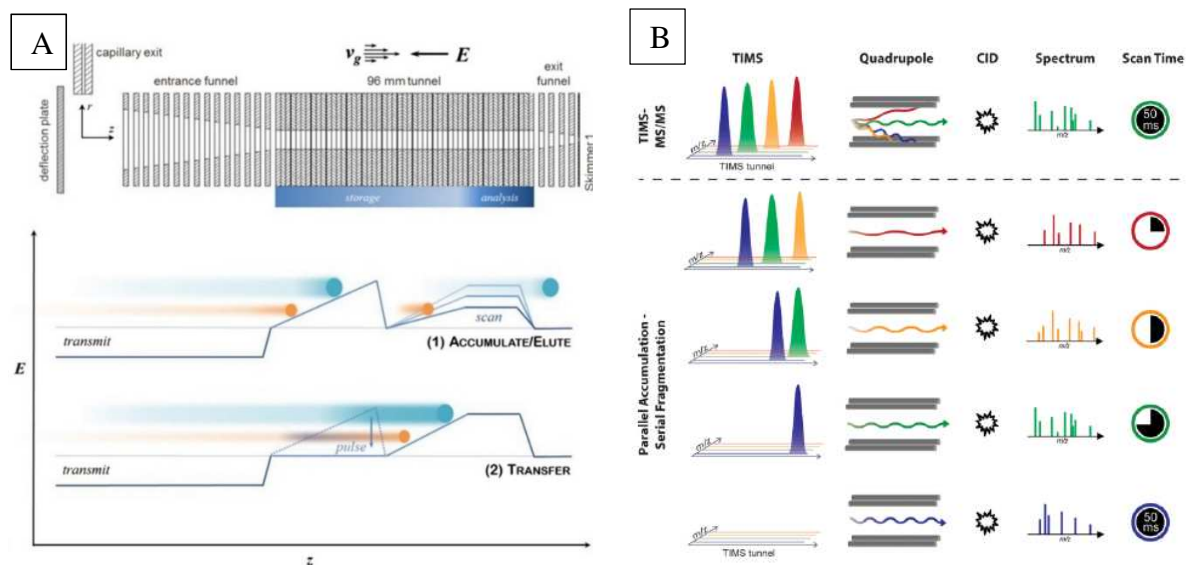 A
capillary exit
deflection plate
r
z
entrance funnel
v_g
E
96 mm tunnel
exit
funnel
Skimmer 1
storage
analysis
E
transmit
scan
(1) ACCUMULATE/ELUTE
transmit
pulse
(2) TRANSFER
z
B
TIMS
Quadrupole
CID
Spectrum
Scan Time
TIMS-
MS/MS
m/z
TIMS tunnel
m/z
50
ms
Parallel Accumulation -
Serial Fragmentation
m/z
m/z
m/z
m/z
m/z
m/z
m/z
TIMS tunnel
m/z
50
ms